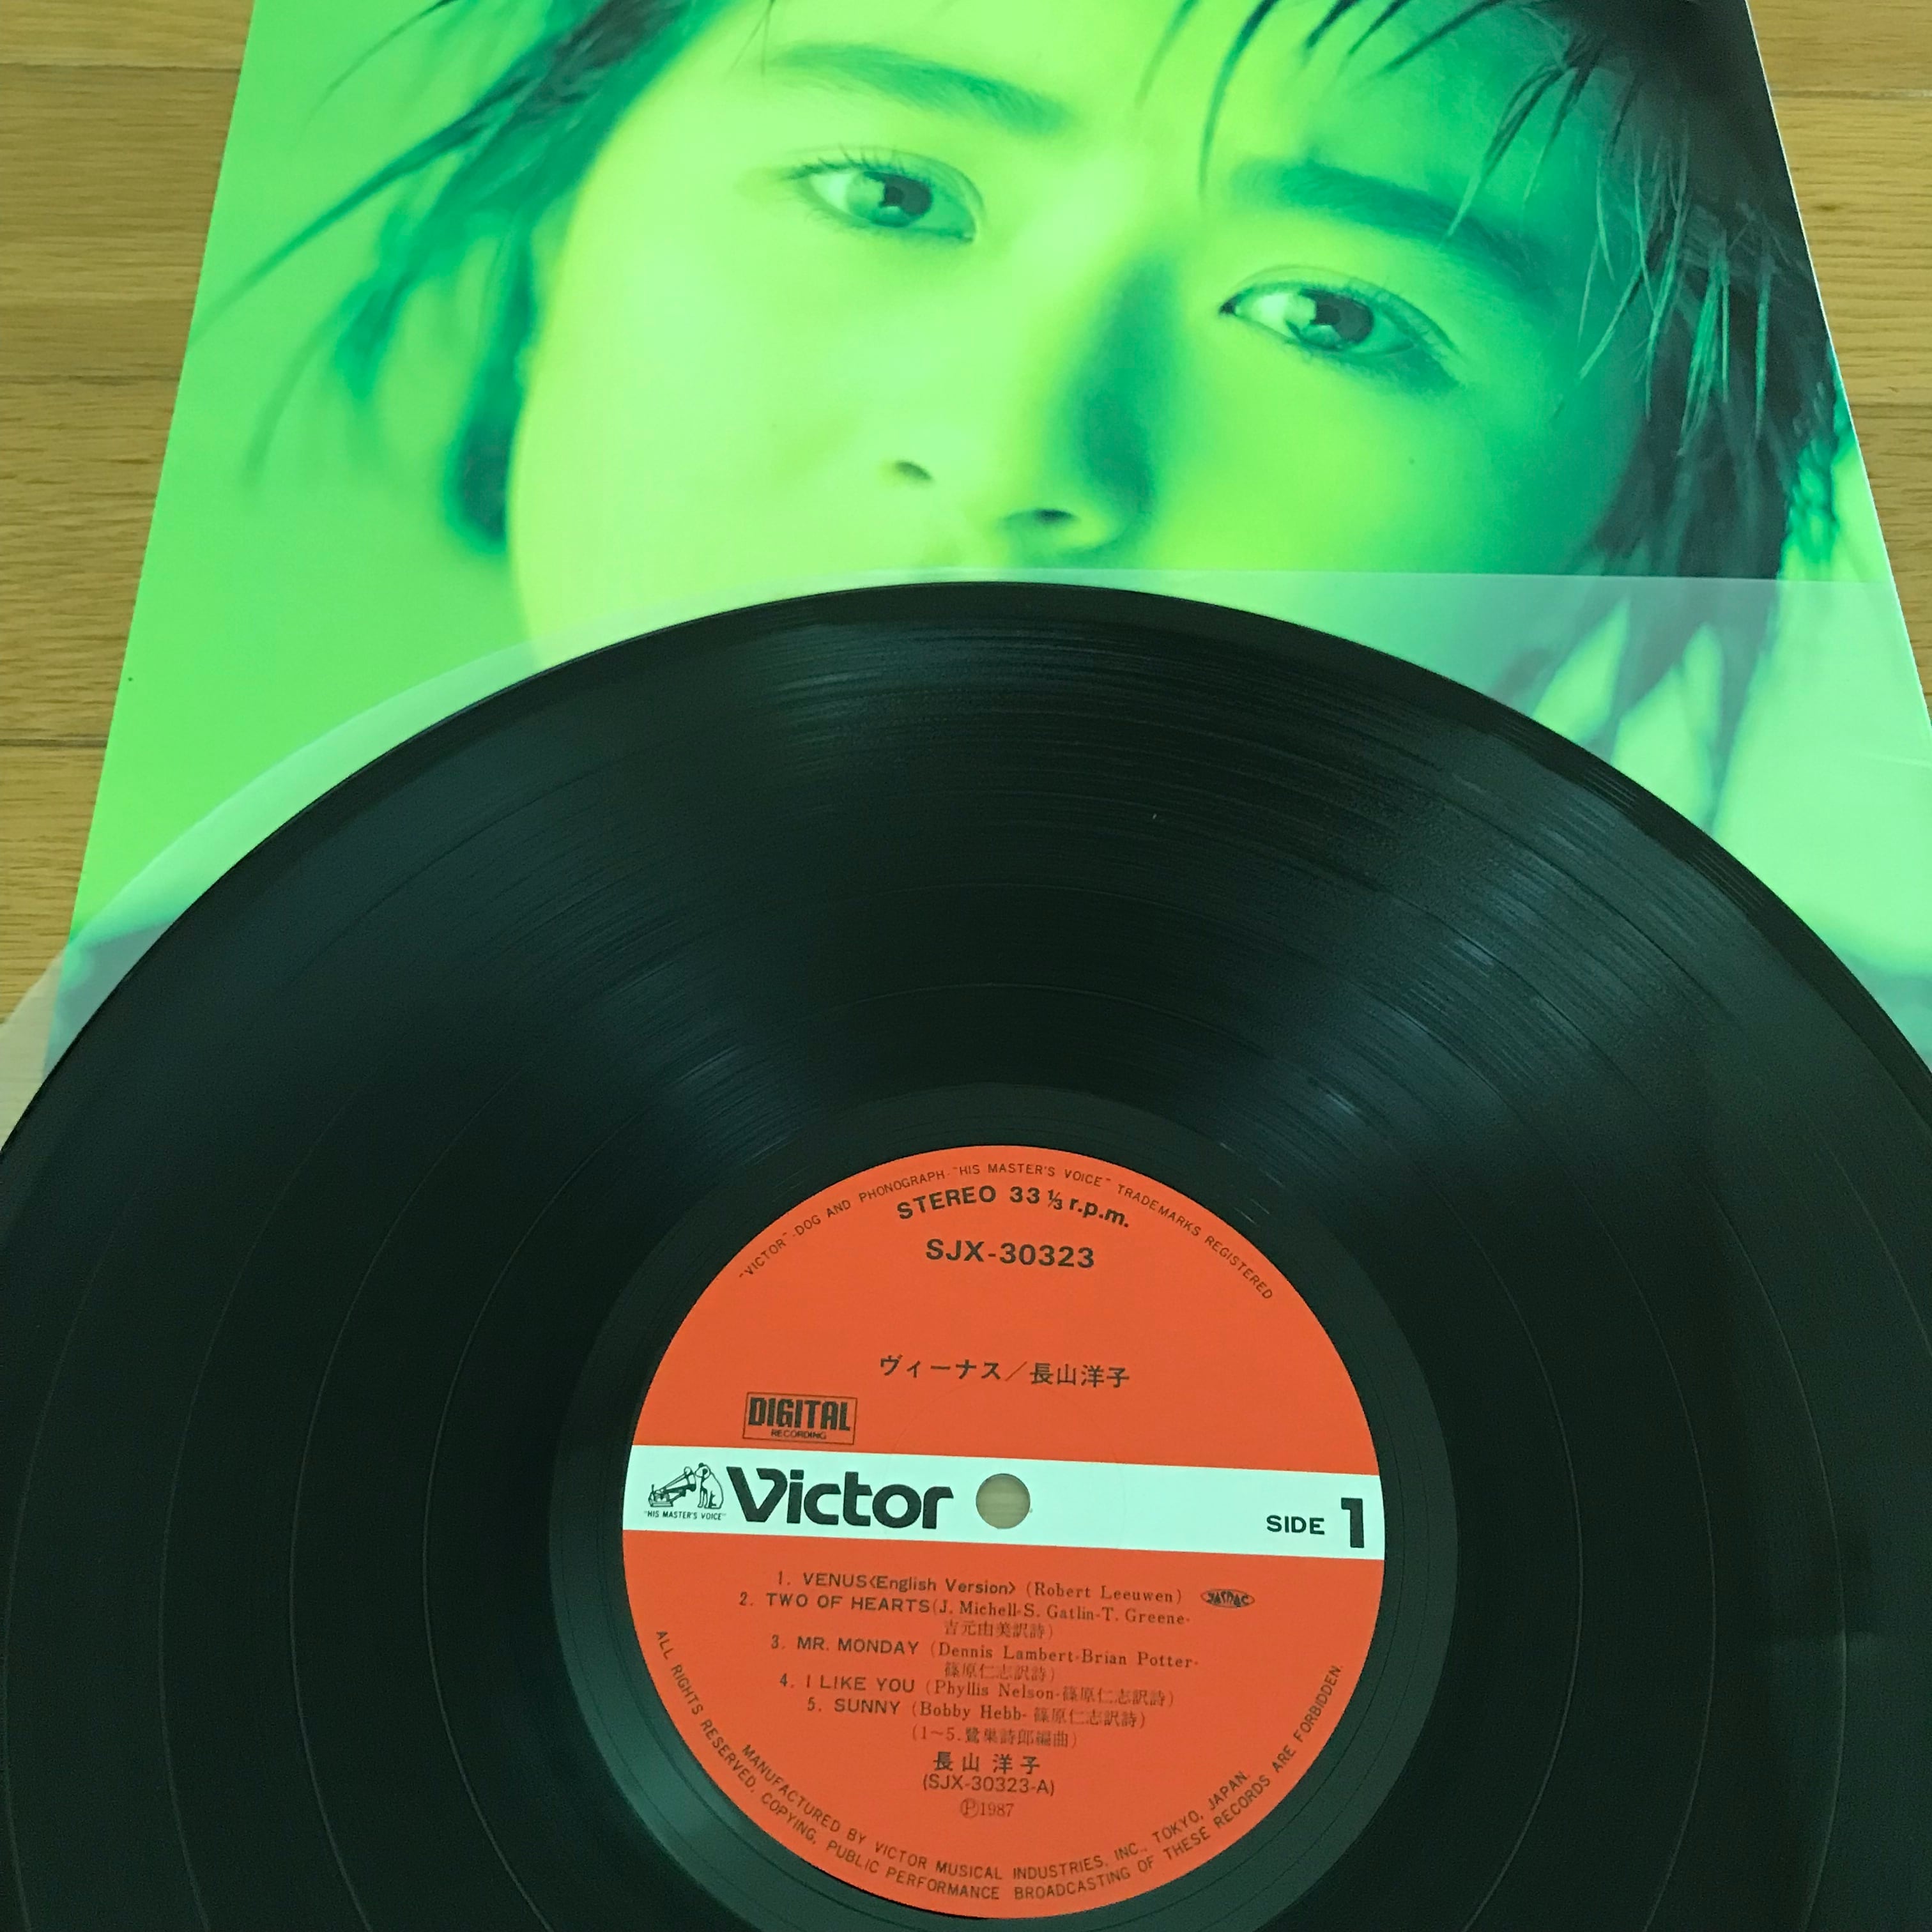 "VICTOR"·DOG AND PHONOGRAPH·"HIS MASTER'S VOICE" TRADEMARKS REGISTERED
STEREO 33⅓ r.p.m.
SJX-30323
ヴィーナス／長山洋子
DIGITAL
RECORDING
"HIS MASTER'S VOICE"
Victor
SIDE 1
1. VENUS<English Version> (Robert Leeuwen) JASRAC
2. TWO OF HEARTS(J. Michell-S. Gatlin-T. Greene-
吉元由美訳詩)
3. MR. MONDAY (Dennis Lambert-Brian Potter-
篠原仁志訳詩)
4. I LIKE YOU (Phyllis Nelson-篠原仁志訳詩)
5. SUNNY (Bobby Hebb-篠原仁志訳詩)
(1〜5.鷺巣詩郎編曲)
長山 洋子
(SJX-30323-A)
Ⓟ1987
MANUFACTURED BY VICTOR MUSICAL INDUSTRIES, INC., TOKYO, JAPAN.
ALL RIGHTS RESERVED. COPYING, PUBLIC PERFORMANCE BROADCASTING OF THESE RECORDS ARE FORBIDDEN.